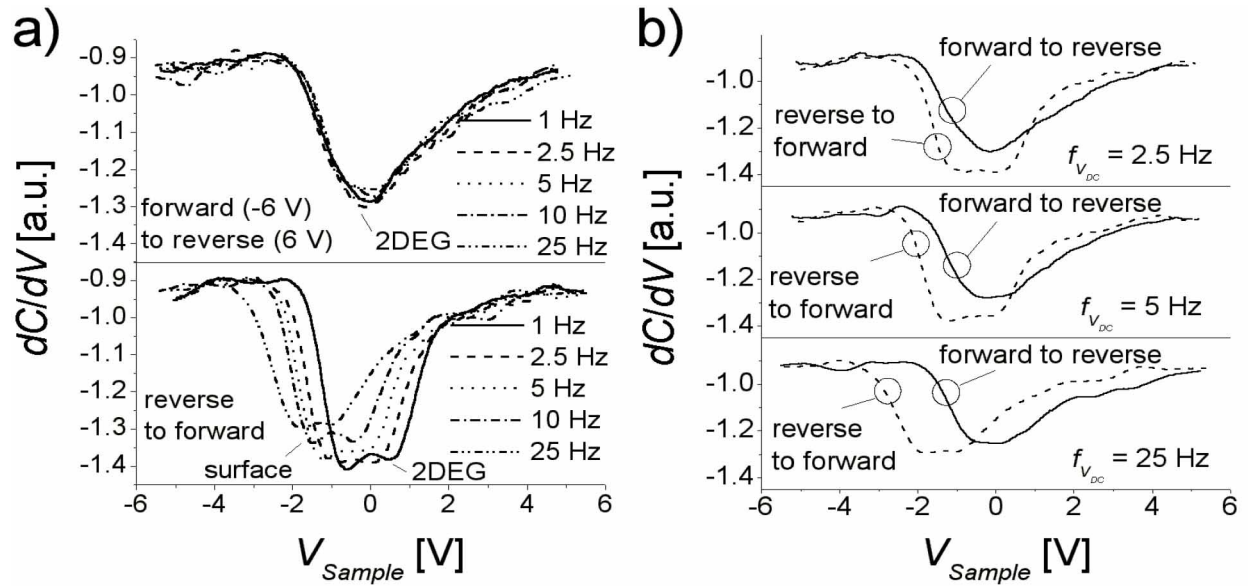 a)
dC/dV [a.u.]
-0.9
-1.0
-1.1
-1.2
-1.3
-1.4
forward (-6 V)
to reverse (6 V)
2DEG
1 Hz
2.5 Hz
5 Hz
10 Hz
25 Hz
-0.9
-1.0
-1.1
-1.2
-1.3
-1.4
reverse
to forward
surface
2DEG
1 Hz
2.5 Hz
5 Hz
10 Hz
25 Hz
-6 -4 -2 0 2 4 6
V_Sample [V]
b)
dC/dV [a.u.]
-1.0
-1.2
-1.4
forward to reverse
reverse to
forward
f_V_DC = 2.5 Hz
-1.0
-1.2
-1.4
forward to reverse
reverse
to forward
f_V_DC = 5 Hz
-1.0
-1.2
-1.4
forward to reverse
reverse
to forward
f_V_DC = 25 Hz
-6 -4 -2 0 2 4 6
V_Sample [V]